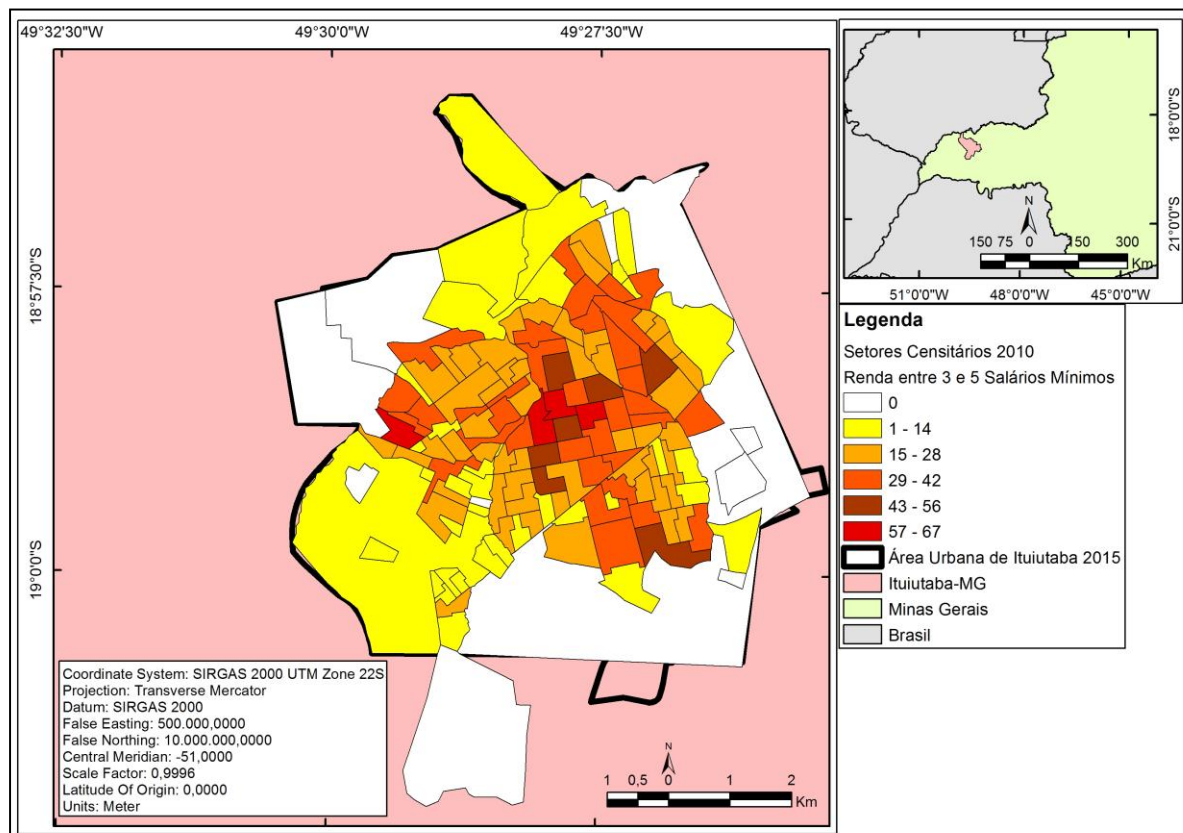 49°32'30"W
49°30'0"W
49°27'30"W
18°57'30"S
19°0'0"S
Coordinate System: SIRGAS 2000 UTM Zone 22S
Projection: Transverse Mercator
Datum: SIRGAS 2000
False Easting: 500.000,0000
False Northing: 10.000.000,0000
Central Meridian: -51,0000
Scale Factor: 0,9996
Latitude Of Origin: 0,0000
Units: Meter
N
1 0,5 0 1 2
Km
18°0'0"S
21°0'0"S
N
150 75 0 150 300
Km
51°0'0"W
48°0'0"W
45°0'0"W
Legenda
Setores Censitários 2010
Renda entre 3 e 5 Salários Mínimos
0
1 - 14
15 - 28
29 - 42
43 - 56
57 - 67
Área Urbana de Ituiutaba 2015
Ituiutaba-MG
Minas Gerais
Brasil